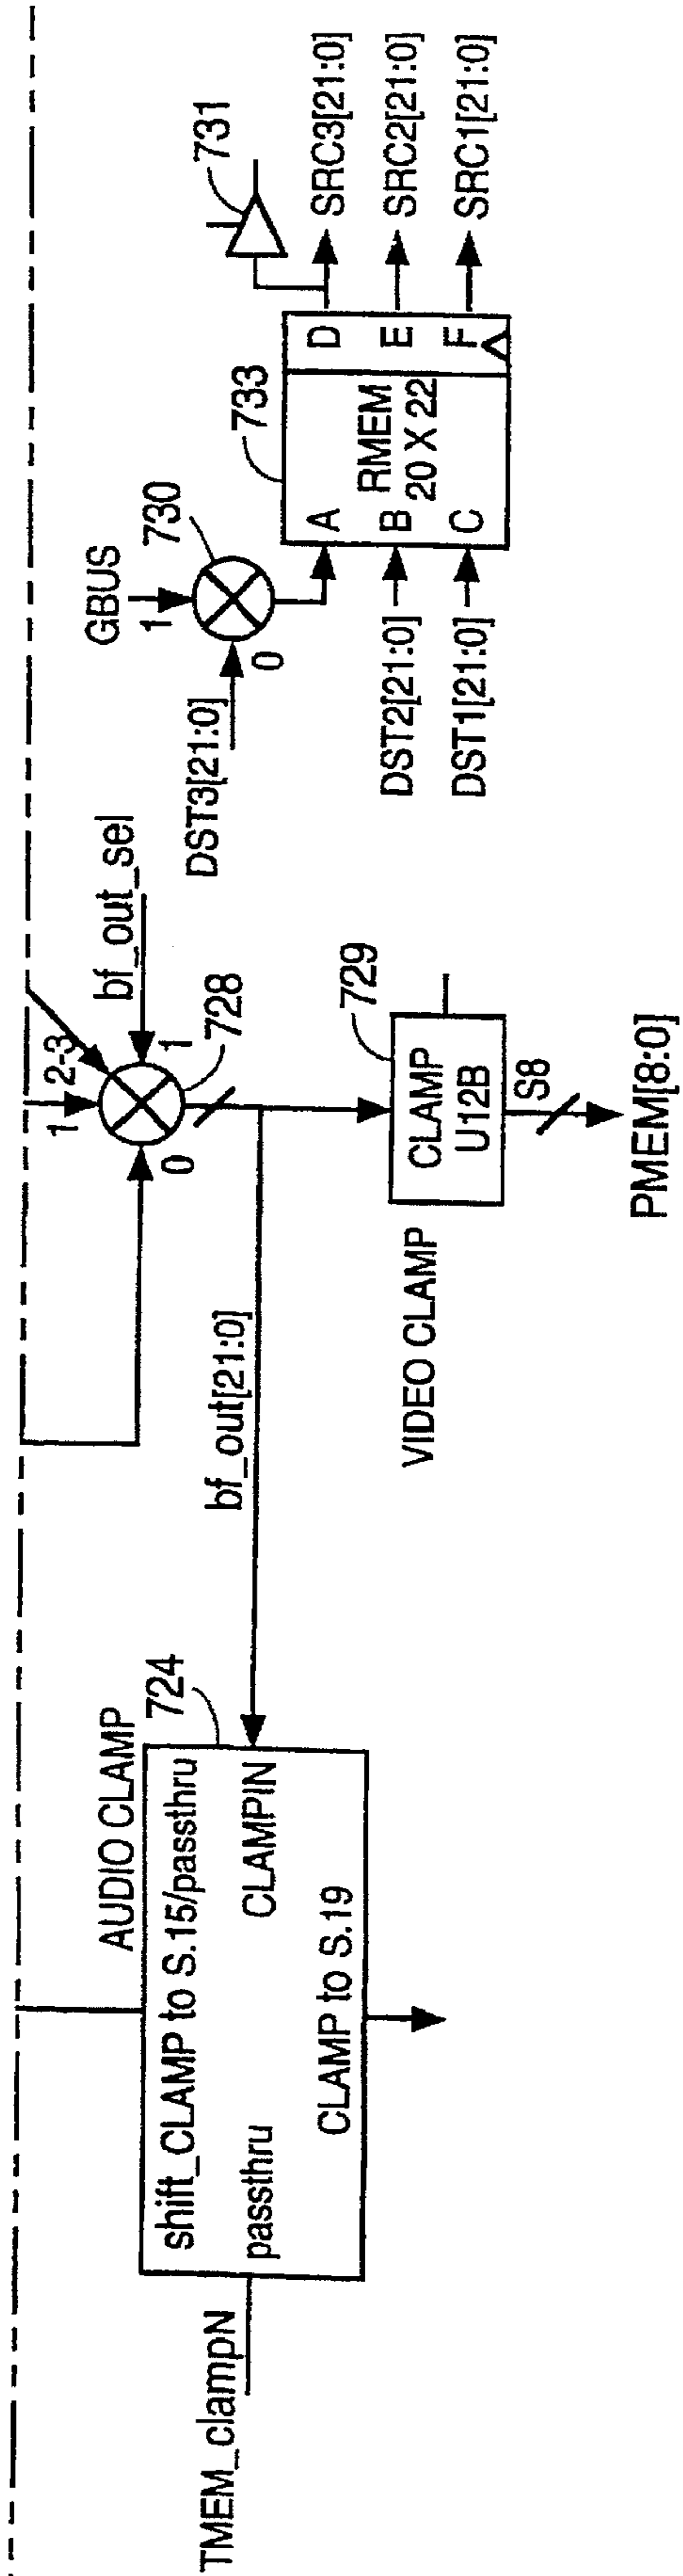 AUDIO CLAMP
724
shift_CLAMP to S.15/passthru
passthru
CLAMPIN
CLAMP to S.19
TMEM_clampN
bf_out[21:0]
1
2-3
bf_out_sel
1
0
728
VIDEO CLAMP
729
CLAMP
U12B
S8
PMEM[8:0]
GBUS
1
730
0
DST3[21:0]
DST2[21:0]
DST1[21:0]
733
A
B
C
RMEM
20 X 22
D
E
F
731
SRC3[21:0]
SRC2[21:0]
SRC1[21:0]